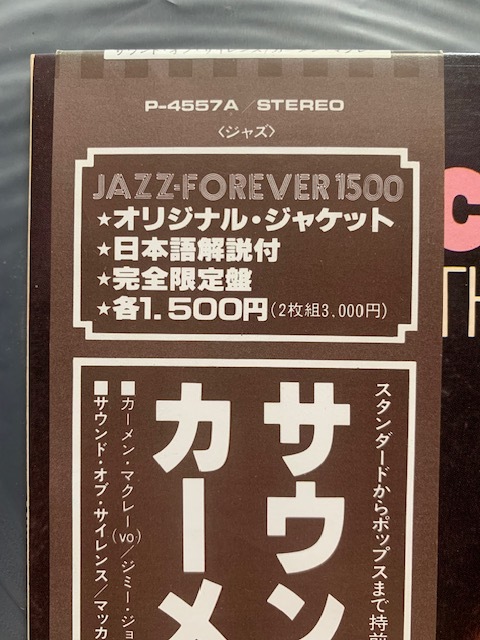 P-4557A/STEREO
〈ジャズ〉
JAZZ-FOREVER 1500
★オリジナル・ジャケット
★日本語解説付
★完全限定盤
★各1.500円(2枚組3.000円)
スタンダードからポップスまで持前
サウン
カーメ
■カーメン・マクレー(vo)/ジミー・ジョ
■サウンド・オブ・サイレンス/マッカ
C
TH